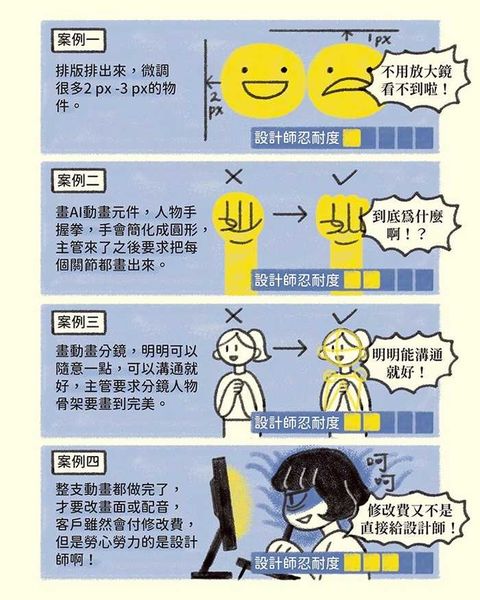 案例一
排版排出來，微調
很多2 px -3 px的物
件。
1px
2
px
不用放大鏡
看不到啦！
設計師忍耐度
案例二
畫AI動畫元件，人物手
握拳，手會簡化成圓形，
主管來了之後要求把每
個關節都畫出來。
到底為什麼
啊！？
設計師忍耐度
案例三
畫動畫分鏡，明明可以
隨意一點，可以溝通就
好，主管要求分鏡人物
骨架要畫到完美。
明明能溝通
就好！
設計師忍耐度
案例四
整支動畫都做完了，
才要改畫面或配音，
客戶雖然會付修改費，
但是勞心勞力的是設計
師啊！
呵
呵
修改費又不是
直接給設計師！
設計師忍耐度